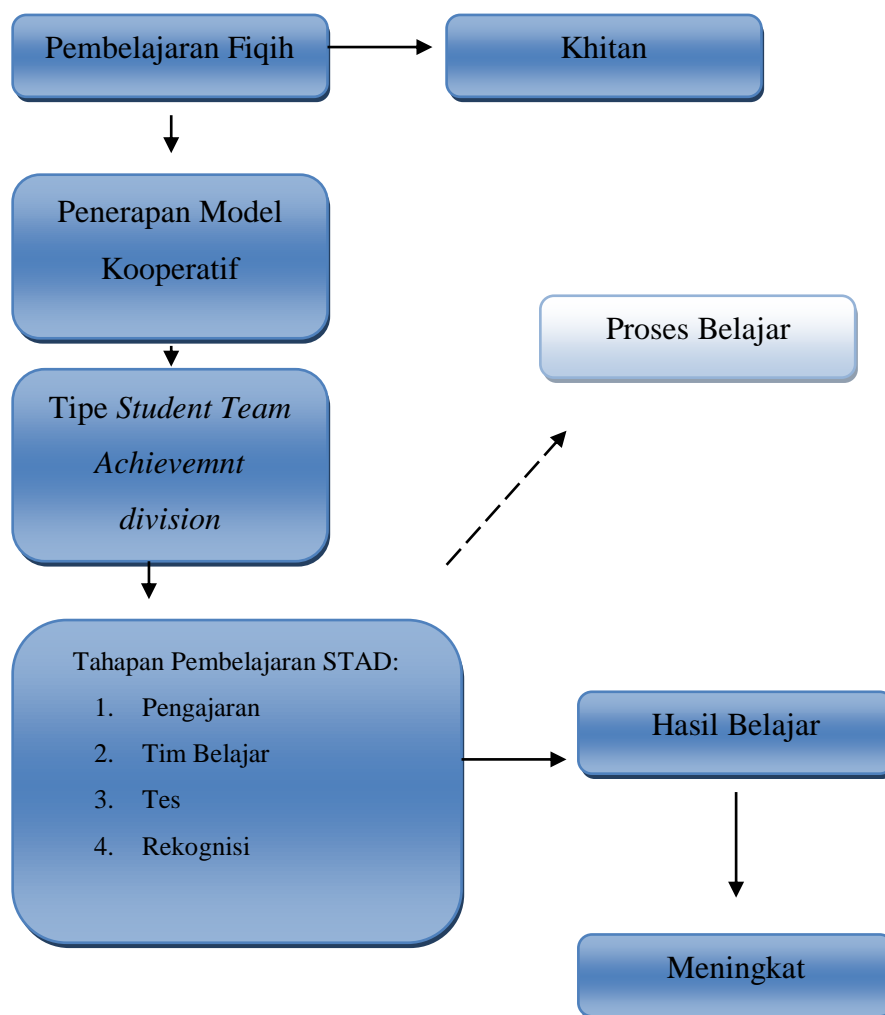 Pembelajaran Fiqih
Khitan
Penerapan Model
Kooperatif
Proses Belajar
Tipe Student Team
Achievemnt
division
Tahapan Pembelajaran STAD:
1. Pengajaran
2. Tim Belajar
3. Tes
4. Rekognisi
Hasil Belajar
Meningkat